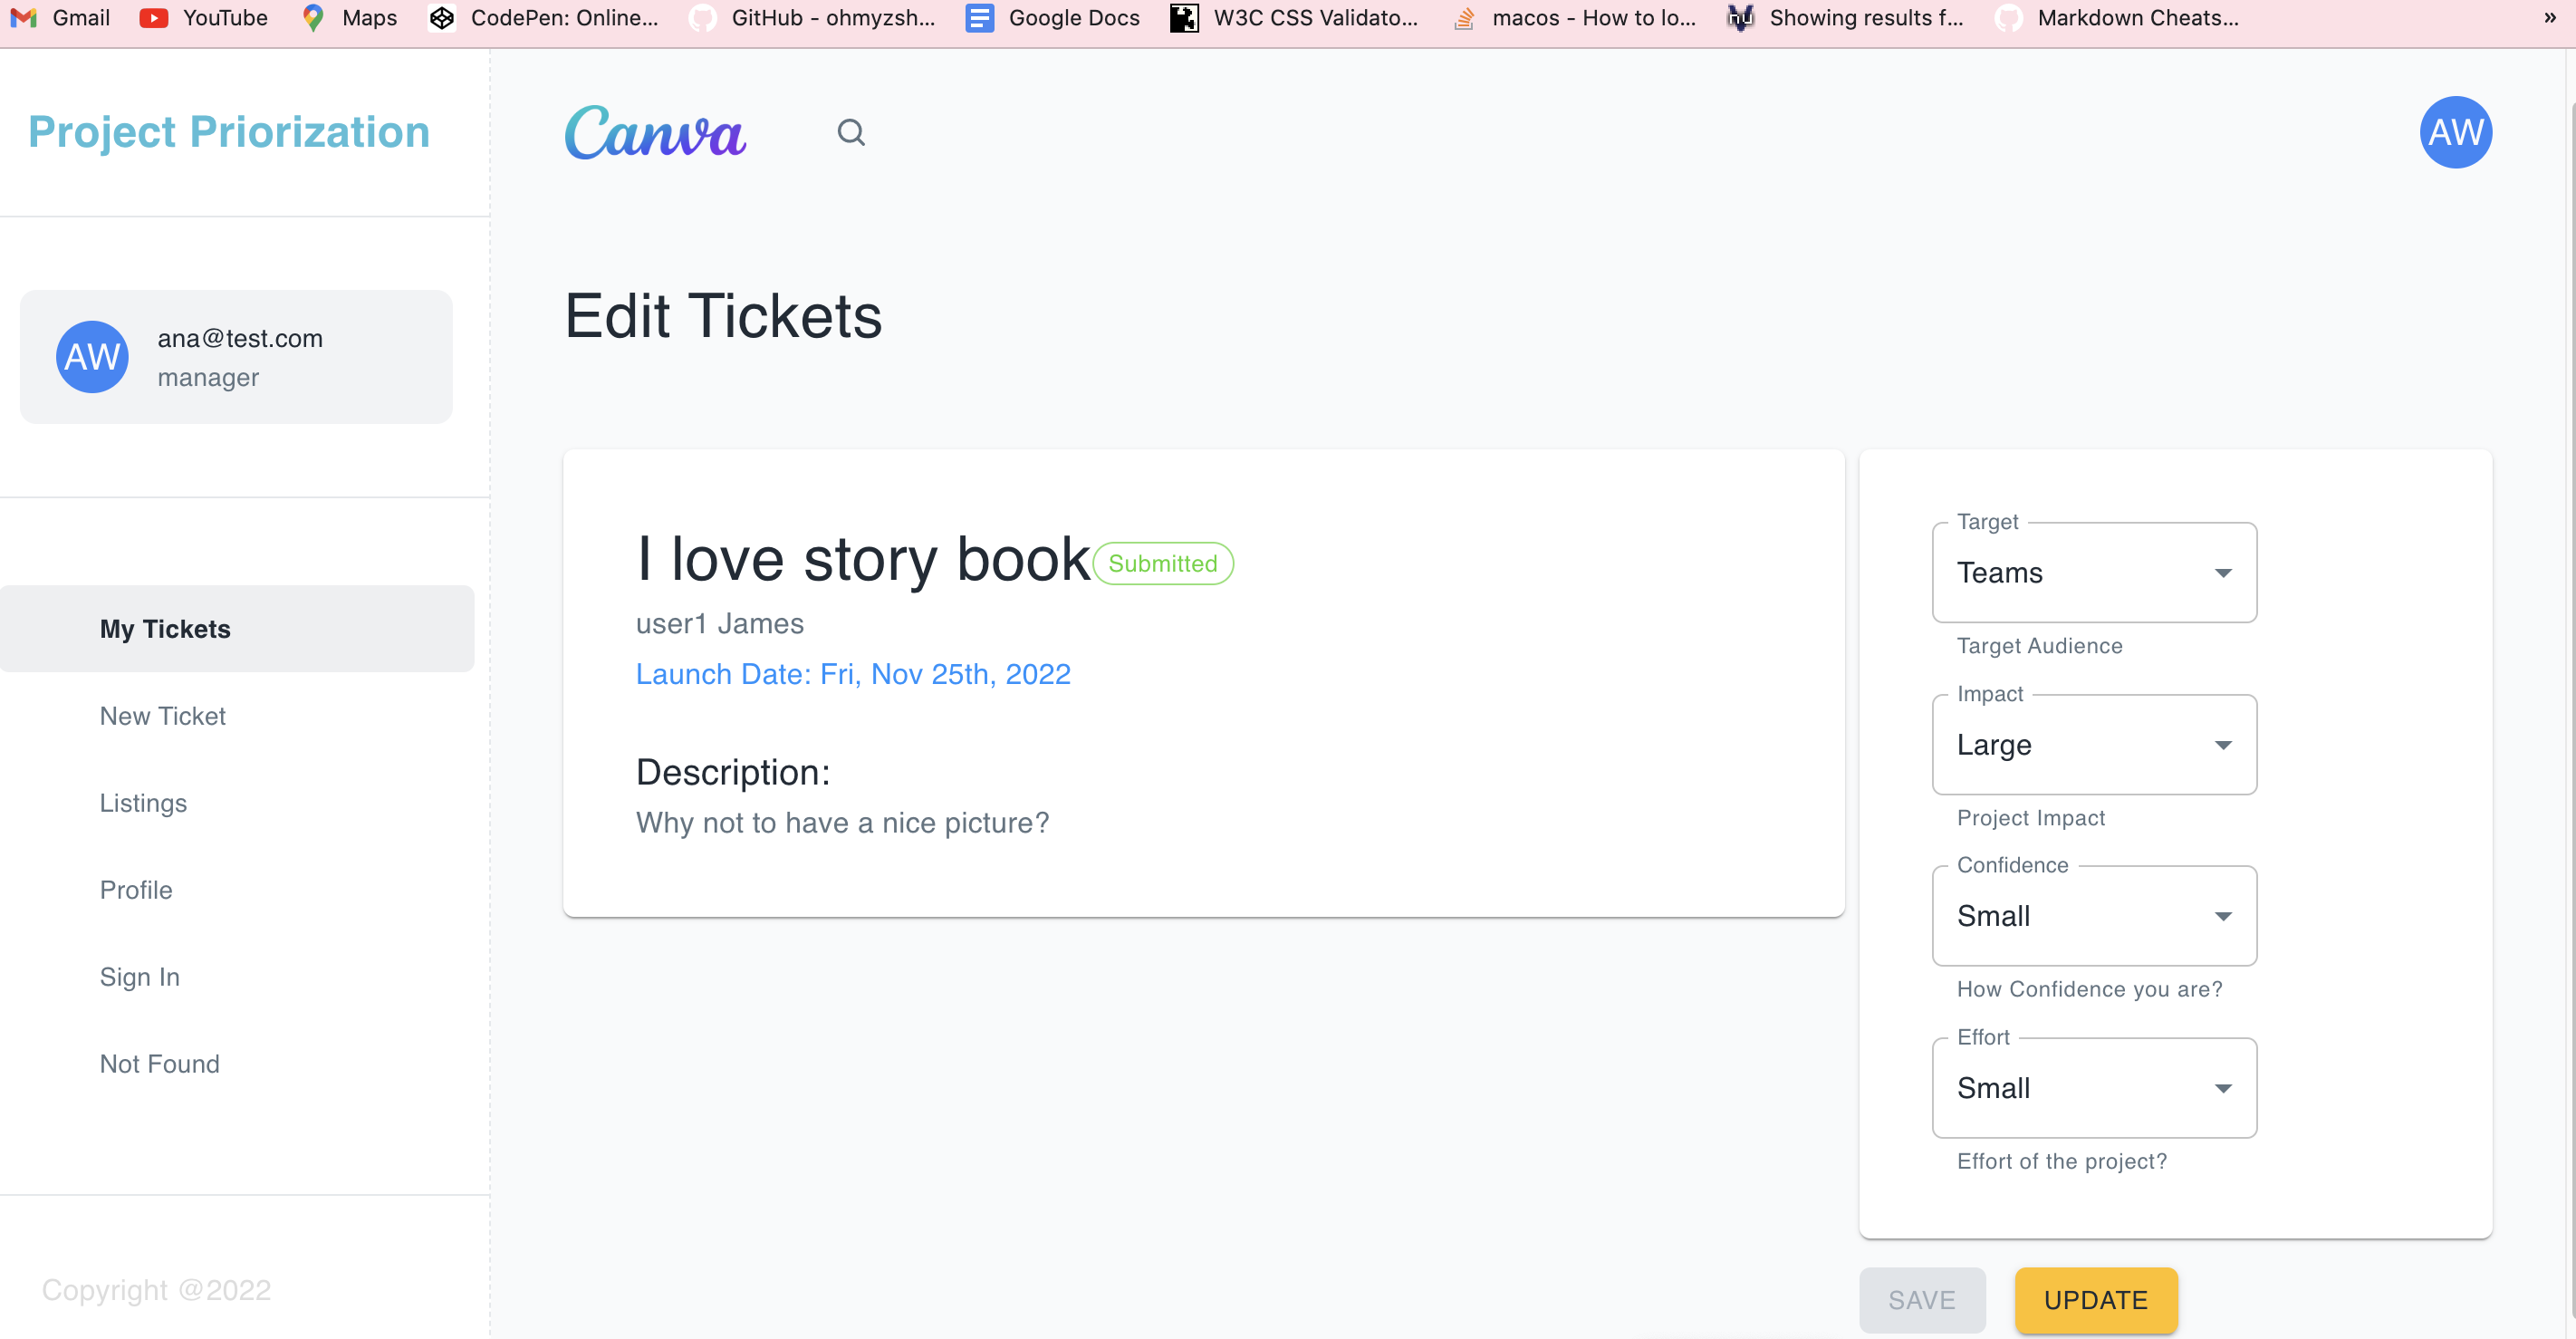 Gmail YouTube Maps CodePen: Online... GitHub - ohmyzsh... Google Docs W3C CSS Validato... macos - How to lo... nu Showing results f... Markdown Cheats... »
Project Priorization
Canva
AW
AW
ana@test.com
manager
My Tickets
New Ticket
Listings
Profile
Sign In
Not Found
Copyright @2022
Edit Tickets
I love story book Submitted
user1 James
Launch Date: Fri, Nov 25th, 2022
Description:
Why not to have a nice picture?
Target
Teams
Target Audience
Impact
Large
Project Impact
Confidence
Small
How Confidence you are?
Effort
Small
Effort of the project?
SAVE UPDATE